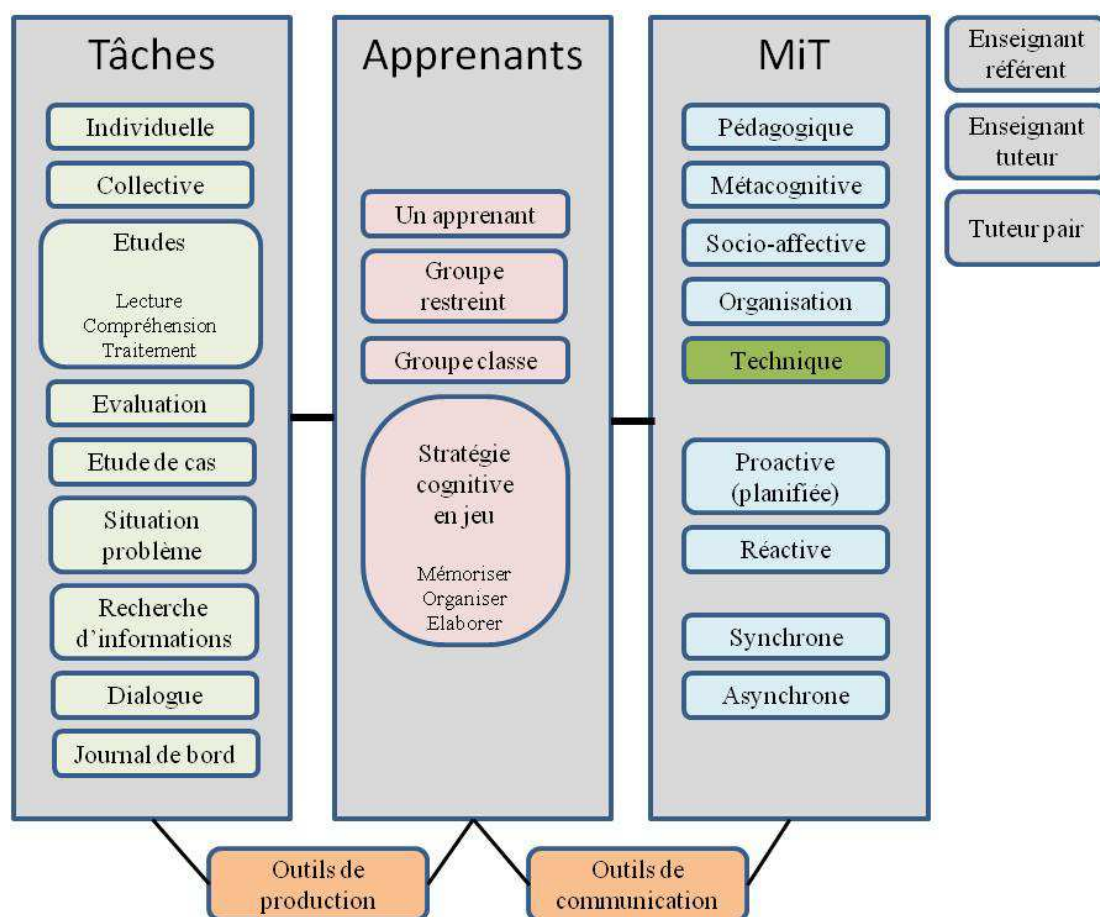 Tâches
Individuelle
Collective
Etudes
Lecture
Compréhension
Traitement
Evaluation
Etude de cas
Situation
problème
Recherche
d'informations
Dialogue
Journal de bord
Apprenants
Un apprenant
Groupe
restreint
Groupe classe
Stratégie
cognitive
en jeu
Mémoriser
Organiser
Elaborer
MiT
Pédagogique
Métacognitive
Socio-affective
Organisation
Technique
Proactive
(planifiée)
Réactive
Synchrone
Asynchrone
Enseignant
référent
Enseignant
tuteur
Tuteur pair
Outils de
production
Outils de
communication